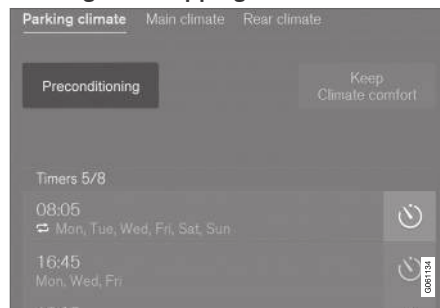 Parking climate Main climate Rear climate
Preconditioning
Keep
Climate comfort
Timers 5/8
08:05
Mon, Tue, Wed, Fri, Sat, Sun
16:45
Mon, Wed, Fri
G061134